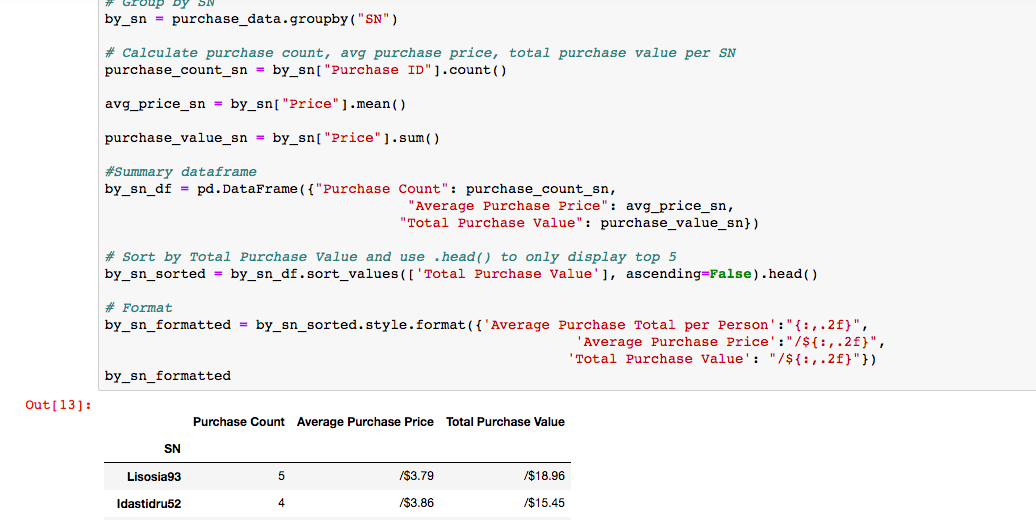 # Group by SN
by_sn = purchase_data.groupby("SN")
# Calculate purchase count, avg purchase price, total purchase value per SN
purchase_count_sn = by_sn["Purchase ID"].count()
avg_price_sn = by_sn["Price"].mean()
purchase_value_sn = by_sn["Price"].sum()
#Summary dataframe
by_sn_df = pd.DataFrame({"Purchase Count": purchase_count_sn,
"Average Purchase Price": avg_price_sn,
"Total Purchase Value": purchase_value_sn})
# Sort by Total Purchase Value and use .head() to only display top 5
by_sn_sorted = by_sn_df.sort_values(['Total Purchase Value'], ascending=False).head()
# Format
by_sn_formatted = by_sn_sorted.style.format({'Average Purchase Total per Person':"{:,.2f}",
'Average Purchase Price':"/${:,.2f}",
'Total Purchase Value': "/${:,.2f}"})
by_sn_formatted
Out[13]:
Purchase Count Average Purchase Price Total Purchase Value
SN
Lisosia93 5 /$3.79 /$18.96
Idastidru52 4 /$3.86 /$15.45